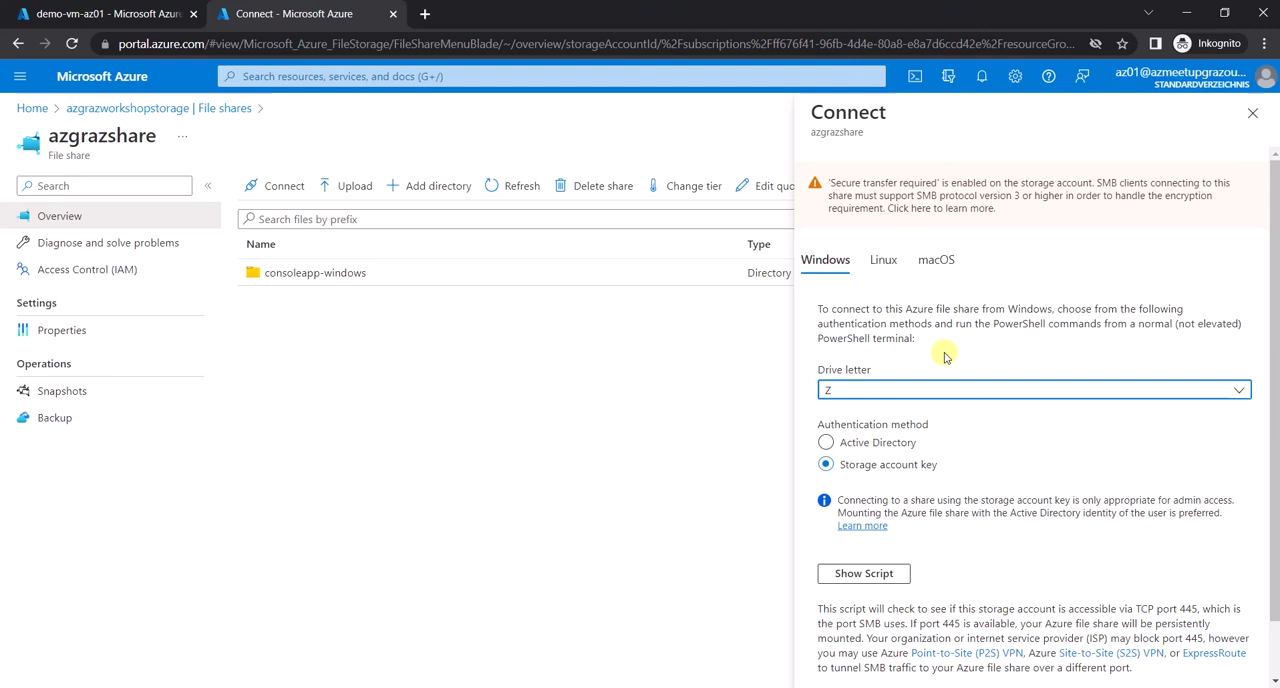 demo-vm-az01 - Microsoft Azure
Connect - Microsoft Azure
portal.azure.com/#view/Microsoft_Azure_FileStorage/FileShareMenuBlade/~/overview/storageAccountId/%2Fsubscriptions%2Fff676f41-96fb-4d4e-80a8-e8a7d6ccd42e%2FresourceGro...
Inkognito
Microsoft Azure
Search resources, services, and docs (G+/)
az01@azmeetupgrazou...
STANDARDVERZEICHNIS
Home > azgrazworkshopstorage | File shares >
azgrazshare ...
File share
Search
«
Overview
Diagnose and solve problems
Access Control (IAM)
Settings
Properties
Operations
Snapshots
Backup
Connect
Upload
Add directory
Refresh
Delete share
Change tier
Edit quo
Search files by prefix
Name
Type
consoleapp-windows
Directory
Connect
azgrazshare
'Secure transfer required' is enabled on the storage account. SMB clients connecting to this
share must support SMB protocol version 3 or higher in order to handle the encryption
requirement. Click here to learn more.
Windows
Linux
macOS
To connect to this Azure file share from Windows, choose from the following
authentication methods and run the PowerShell commands from a normal (not elevated)
PowerShell terminal:
Drive letter
Z
Authentication method
Active Directory
Storage account key
Connecting to a share using the storage account key is only appropriate for admin access.
Mounting the Azure file share with the Active Directory identity of the user is preferred.
Learn more
Show Script
This script will check to see if this storage account is accessible via TCP port 445, which is
the port SMB uses. If port 445 is available, your Azure file share will be persistently
mounted. Your organization or internet service provider (ISP) may block port 445, however
you may use Azure Point-to-Site (P2S) VPN, Azure Site-to-Site (S2S) VPN, or ExpressRoute
to tunnel SMB traffic to your Azure file share over a different port.